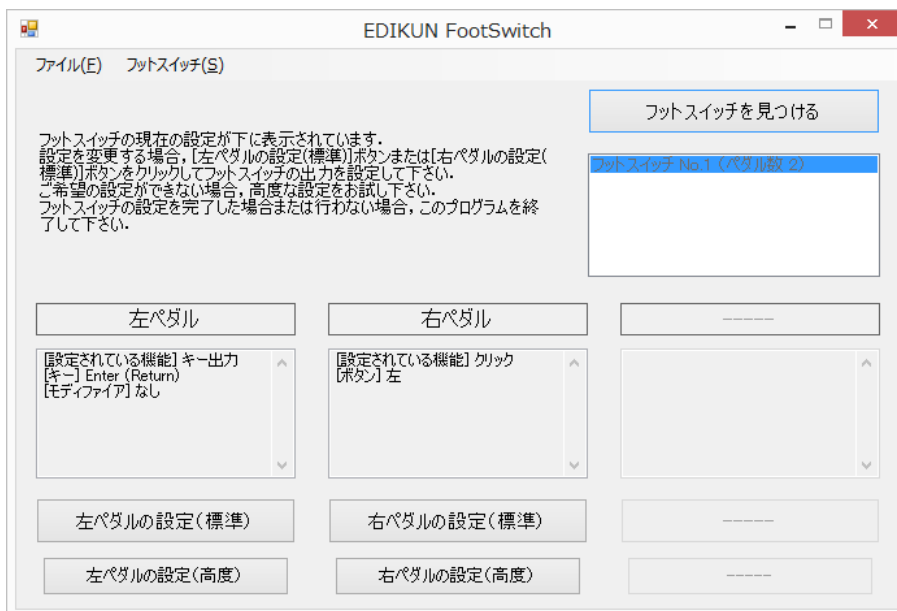 EDIKUN FootSwitch
ファイル(F) フットスイッチ(S)
フットスイッチを見つける
フットスイッチの現在の設定が下に表示されています.
設定を変更する場合, [左ペダルの設定(標準)]ボタンまたは[右ペダルの設定(
標準)]ボタンをクリックしてフットスイッチの出力を設定して下さい.
ご希望の設定ができない場合, 高度な設定をお試し下さい.
フットスイッチの設定を完了した場合または行わない場合, このプログラムを終
了して下さい.
フットスイッチ No.1 (ペダル数 2)
左ペダル
右ペダル
-----
[設定されている機能] キー出力
[キー] Enter (Return)
[モディファイア] なし
[設定されている機能] クリック
[ボタン] 左
左ペダルの設定(標準)
右ペダルの設定(標準)
-----
左ペダルの設定(高度)
右ペダルの設定(高度)
-----